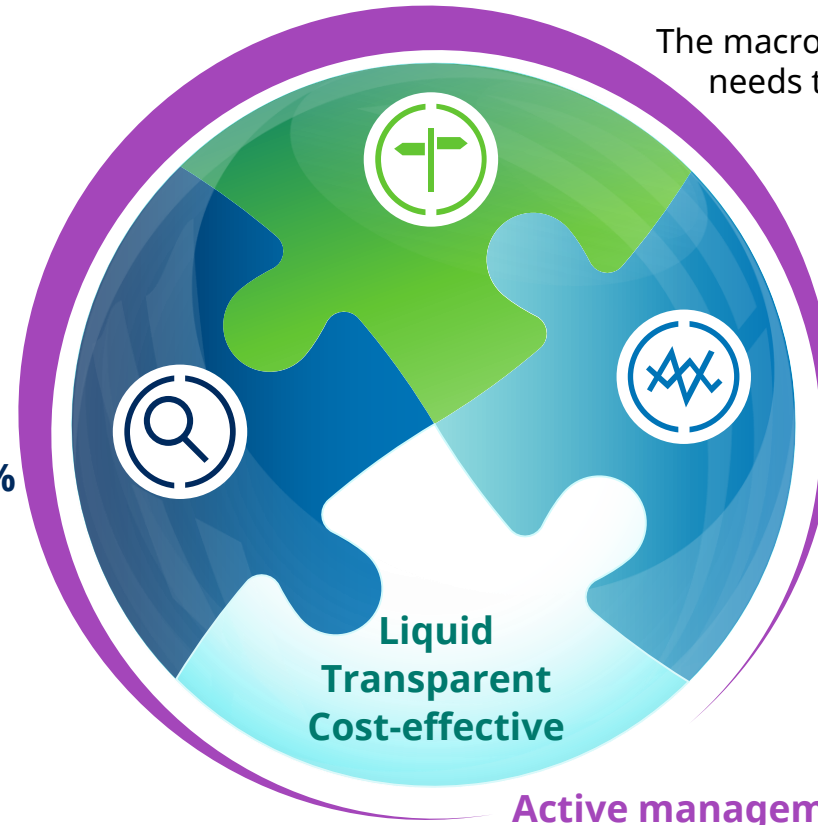 The macro
needs t
%
Liquid
Transparent
Cost-effective
Active managem